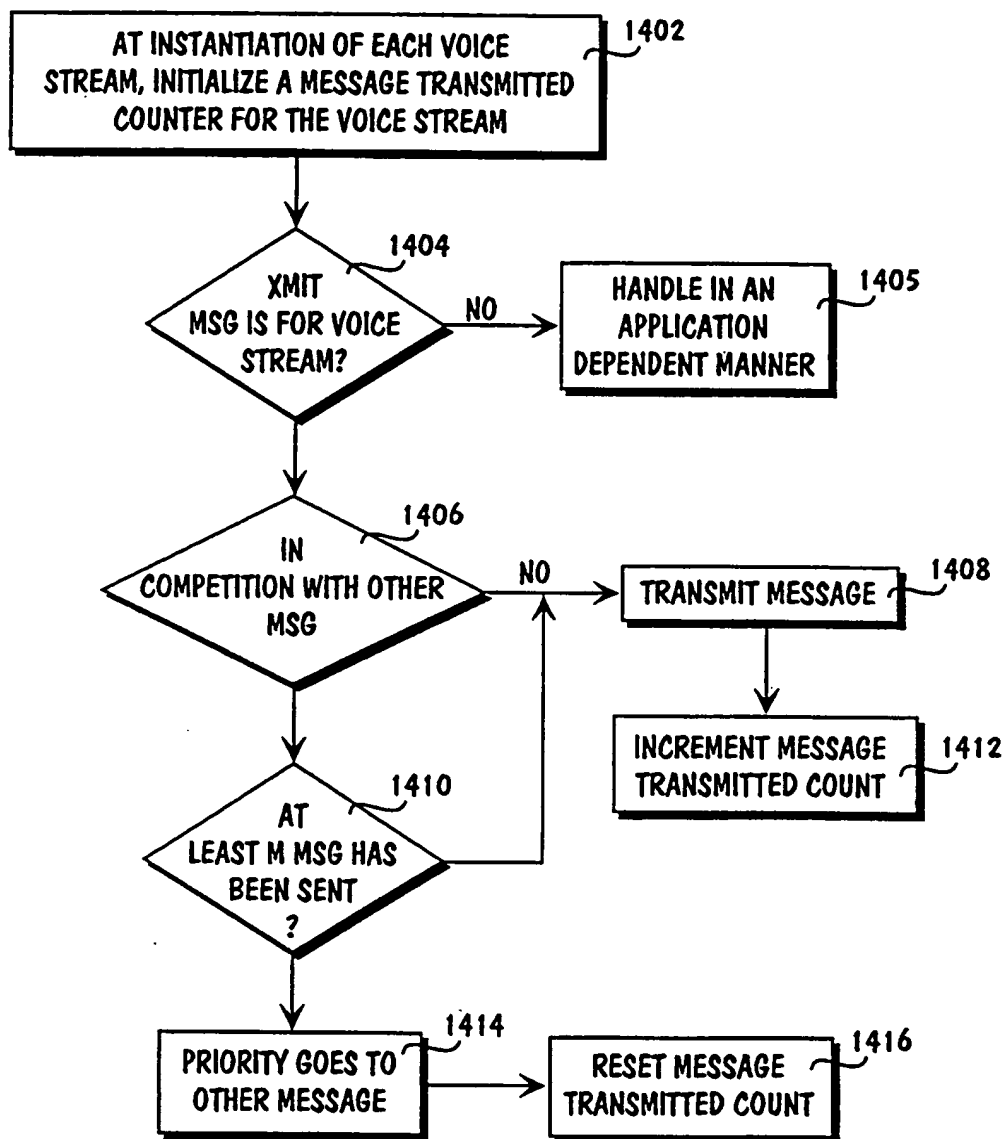 1402
AT INSTANTIATION OF EACH VOICE
STREAM, INITIALIZE A MESSAGE TRANSMITTED
COUNTER FOR THE VOICE STREAM
1404
XMIT
MSG IS FOR VOICE
STREAM?
NO
1405
HANDLE IN AN
APPLICATION
DEPENDENT MANNER
1406
IN
COMPETITION WITH OTHER
MSG
NO
1408
TRANSMIT MESSAGE
1412
INCREMENT MESSAGE
TRANSMITTED COUNT
1410
AT
LEAST M MSG HAS
BEEN SENT
?
1414
PRIORITY GOES TO
OTHER MESSAGE
1416
RESET MESSAGE
TRANSMITTED COUNT